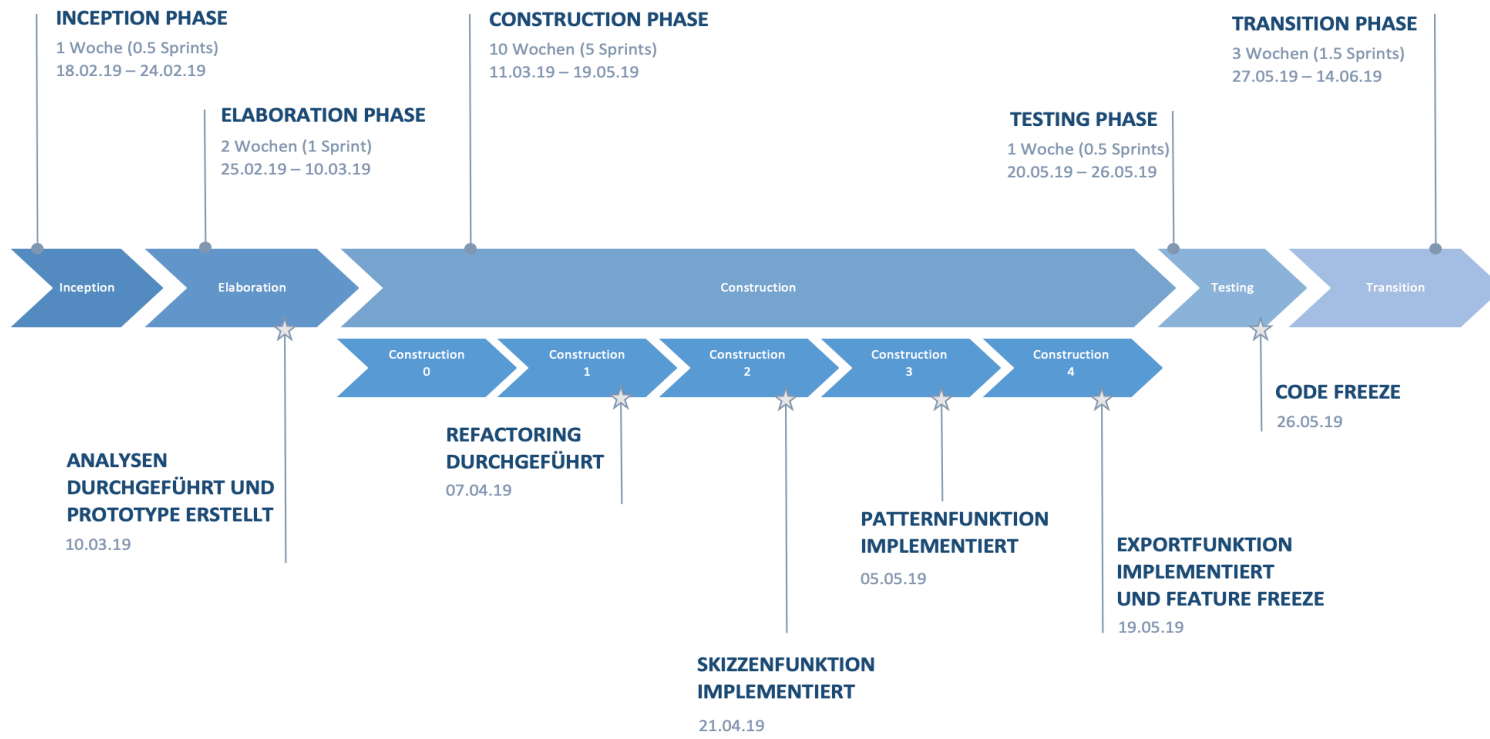 INCEPTION PHASE
1 Woche (0.5 Sprints)
18.02.19 – 24.02.19
CONSTRUCTION PHASE
10 Wochen (5 Sprints)
11.03.19 – 19.05.19
TRANSITION PHASE
3 Wochen (1.5 Sprints)
27.05.19 – 14.06.19
ELABORATION PHASE
2 Wochen (1 Sprint)
25.02.19 – 10.03.19
TESTING PHASE
1 Woche (0.5 Sprints)
20.05.19 – 26.05.19
Inception
Elaboration
Construction
Testing
Transition
Construction
0
Construction
1
Construction
2
Construction
3
Construction
4
CODE FREEZE
26.05.19
REFACTORING
DURCHGEFÜHRT
07.04.19
ANALYSEN
DURCHGEFÜHRT UND
PROTOTYPE ERSTELLT
10.03.19
PATTERNFUNKTION
IMPLEMENTIERT
05.05.19
EXPORTFUNKTION
IMPLEMENTIERT
UND FEATURE FREEZE
19.05.19
SKIZZENFUNKTION
IMPLEMENTIERT
21.04.19